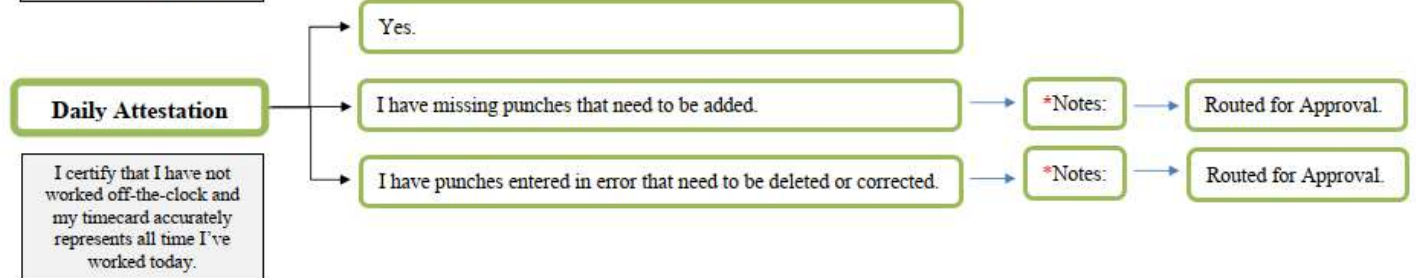 Yes.
Daily Attestation
I have missing punches that need to be added.
*Notes:
Routed for Approval.
I have punches entered in error that need to be deleted or corrected.
*Notes:
Routed for Approval.
I certify that I have not
worked off-the-clock and
my timecard accurately
represents all time I've
worked today.